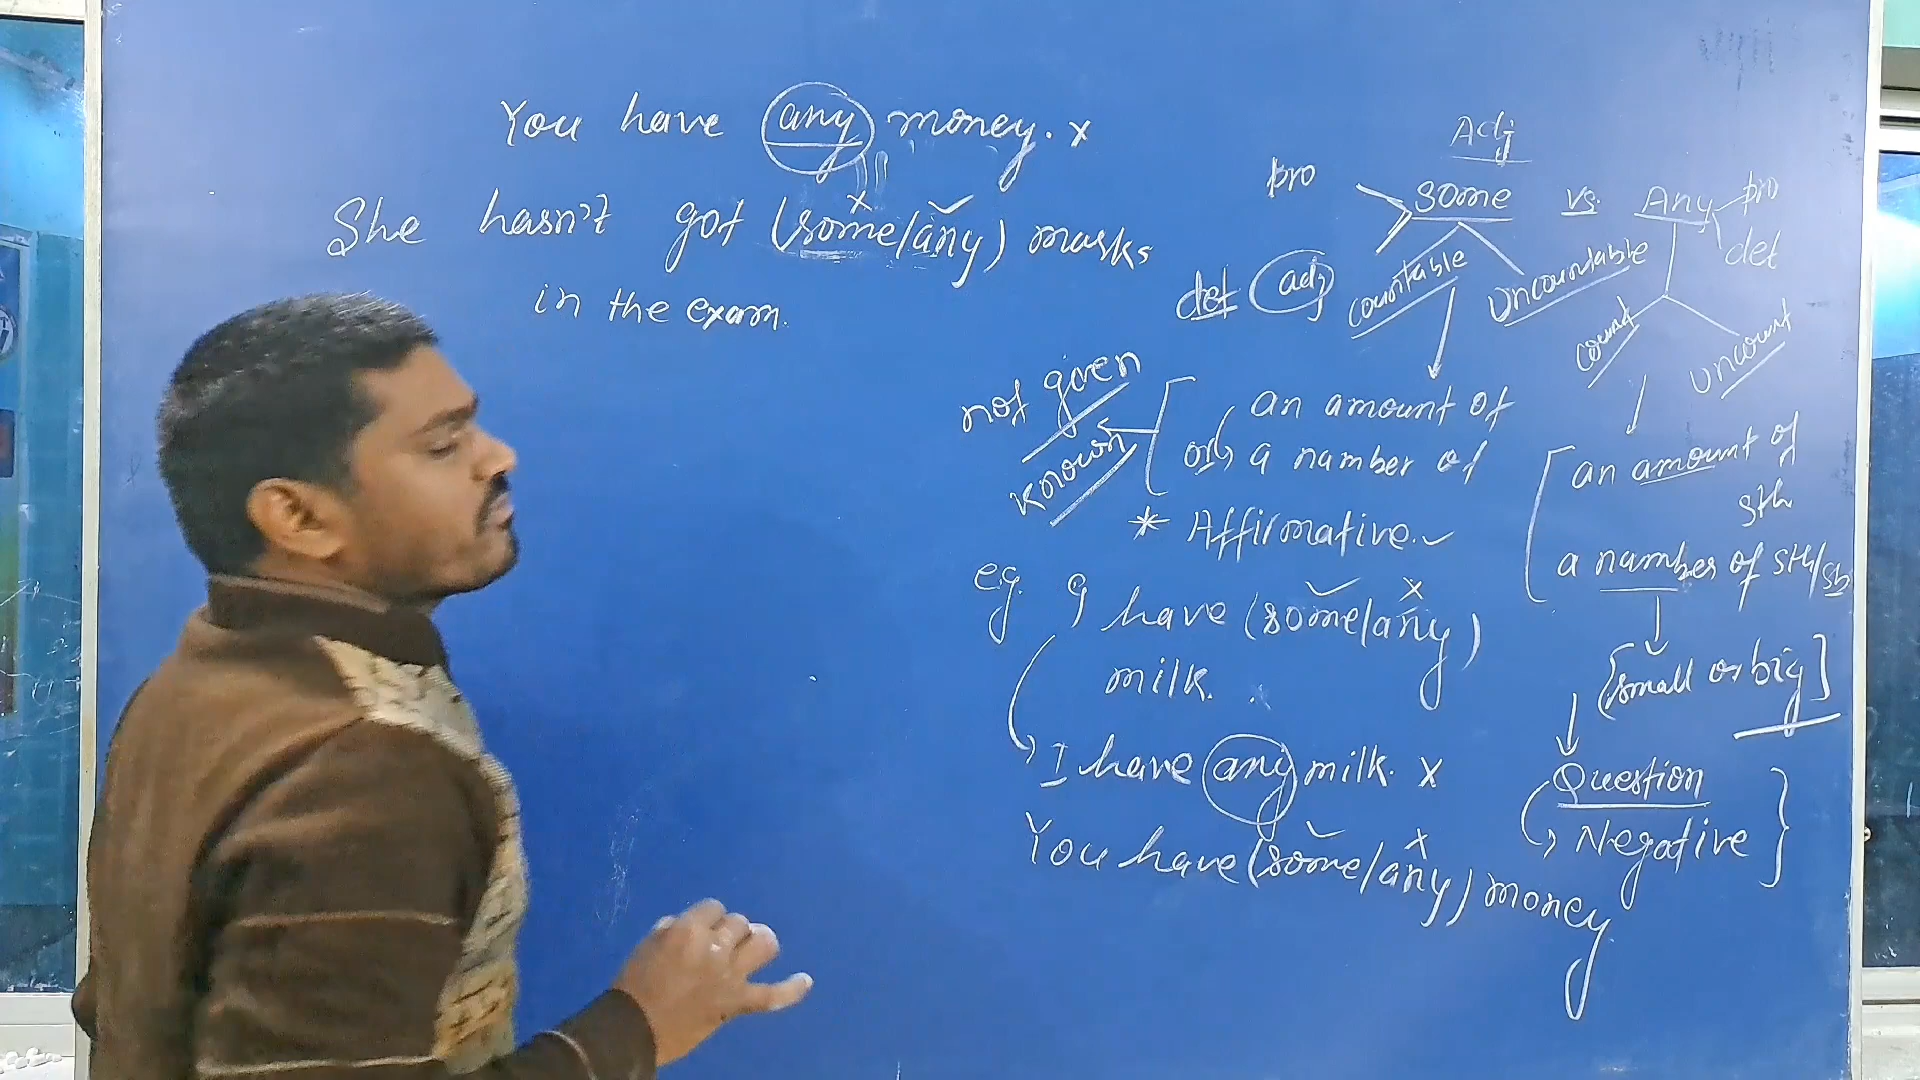 You have any money. x
She hasn't got (some/any) marks
in the exam.
Adj
pro some vs. Any pro
det
det adj countable Uncountable
count uncount
not given
known
an amount of
or a number of
* Affirmative. ✓
e.g. I have (some/any)
milk.
I have any milk. x
You have (some/any) money
an amount of
sth
a number of sth/sb
[small or big]
Question
Negative